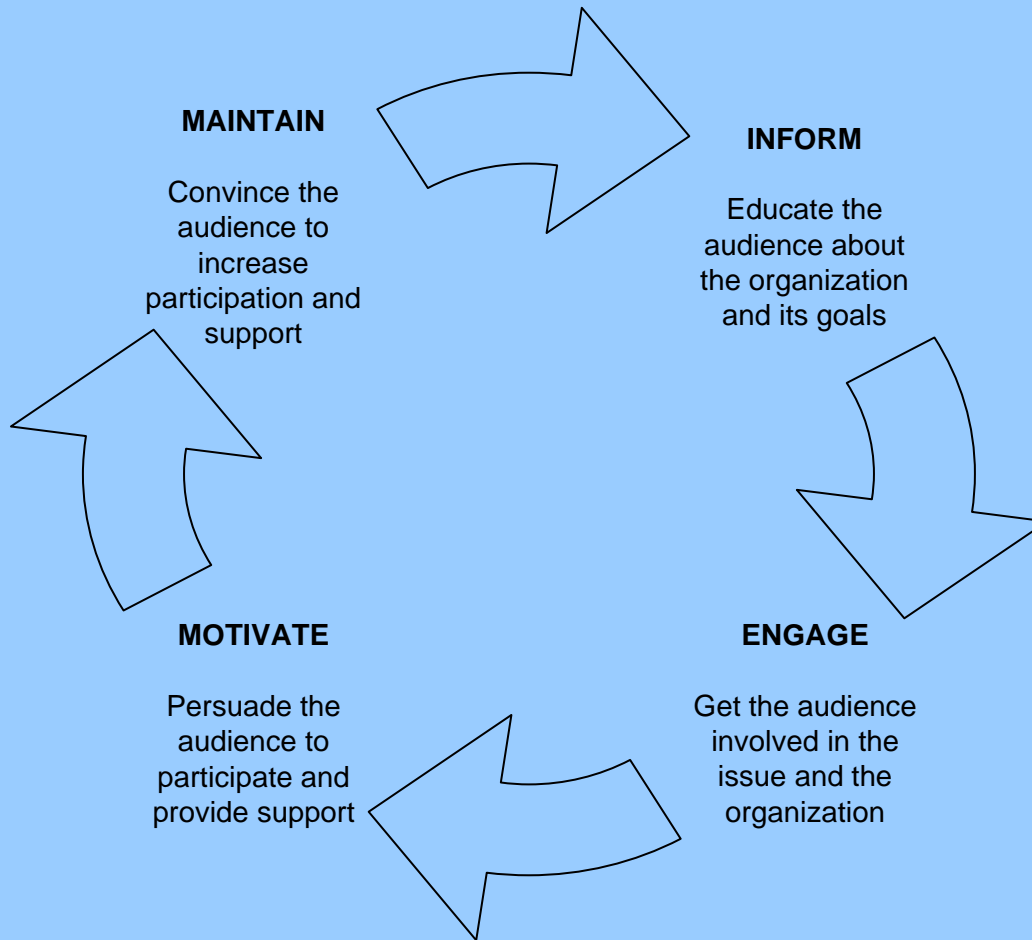 MAINTAIN
Convince the
audience to
increase
participation and
support
INFORM
Educate the
audience about
the organization
and its goals
ENGAGE
Get the audience
involved in the
issue and the
organization
MOTIVATE
Persuade the
audience to
participate and
provide support